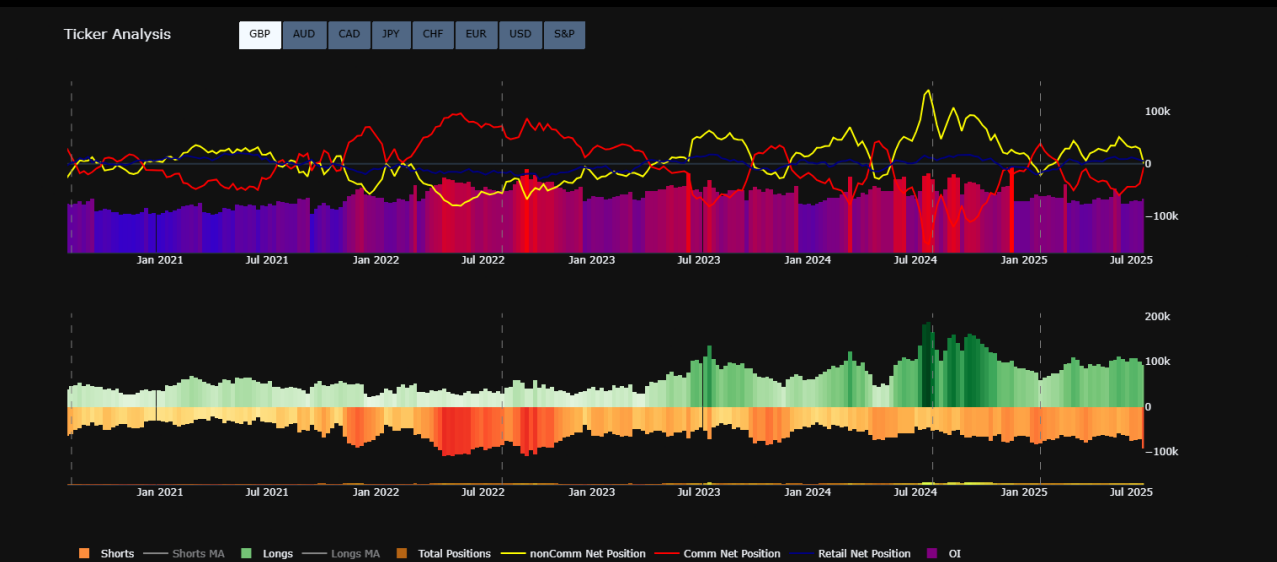 Ticker Analysis GBP AUD CAD JPY CHF EUR USD S&P
100k
0
−100k
Jan 2021 Jul 2021 Jan 2022 Jul 2022 Jan 2023 Jul 2023 Jan 2024 Jul 2024 Jan 2025 Jul 2025
200k
100k
0
−100k
Jan 2021 Jul 2021 Jan 2022 Jul 2022 Jan 2023 Jul 2023 Jan 2024 Jul 2024 Jan 2025 Jul 2025
Shorts Shorts MA Longs Longs MA Total Positions nonComm Net Position Comm Net Position Retail Net Position OI